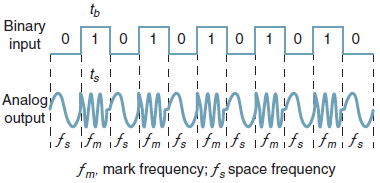 t_b
Binary input 0 1 0 1 0 1 0 1 0 1 0
t_s
Analog output
f_s f_m f_s f_m f_s f_m f_s f_m f_s f_m f_s
f_m, mark frequency; f_s space frequency